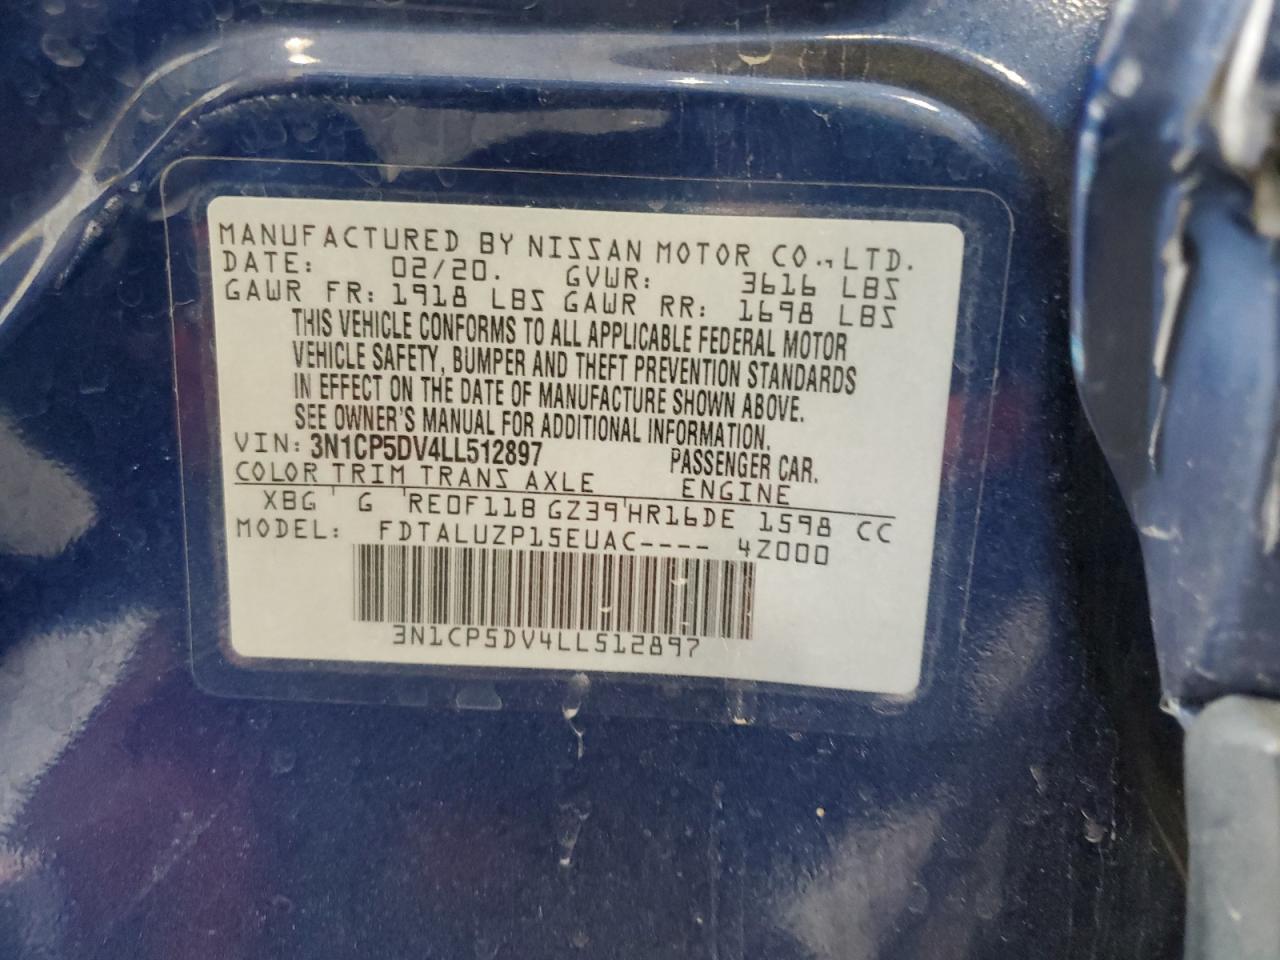 MANUFACTURED BY NISSAN MOTOR CO., LTD.
DATE: 02/20. GVWR: 3616 LBS
GAWR FR: 1918 LBS GAWR RR: 1698 LBS
THIS VEHICLE CONFORMS TO ALL APPLICABLE FEDERAL MOTOR
VEHICLE SAFETY, BUMPER AND THEFT PREVENTION STANDARDS
IN EFFECT ON THE DATE OF MANUFACTURE SHOWN ABOVE.
SEE OWNER'S MANUAL FOR ADDITIONAL INFORMATION.
VIN: 3N1CP5DV4LL512897 PASSENGER CAR.
COLOR TRIM TRANS AXLE ENGINE
XBG ' G 'RE0F11B GZ39'HR16DE 1598 CC
MODEL: FDTALUZP15EUAC---- 4Z000
3N1CP5DV4LL512897